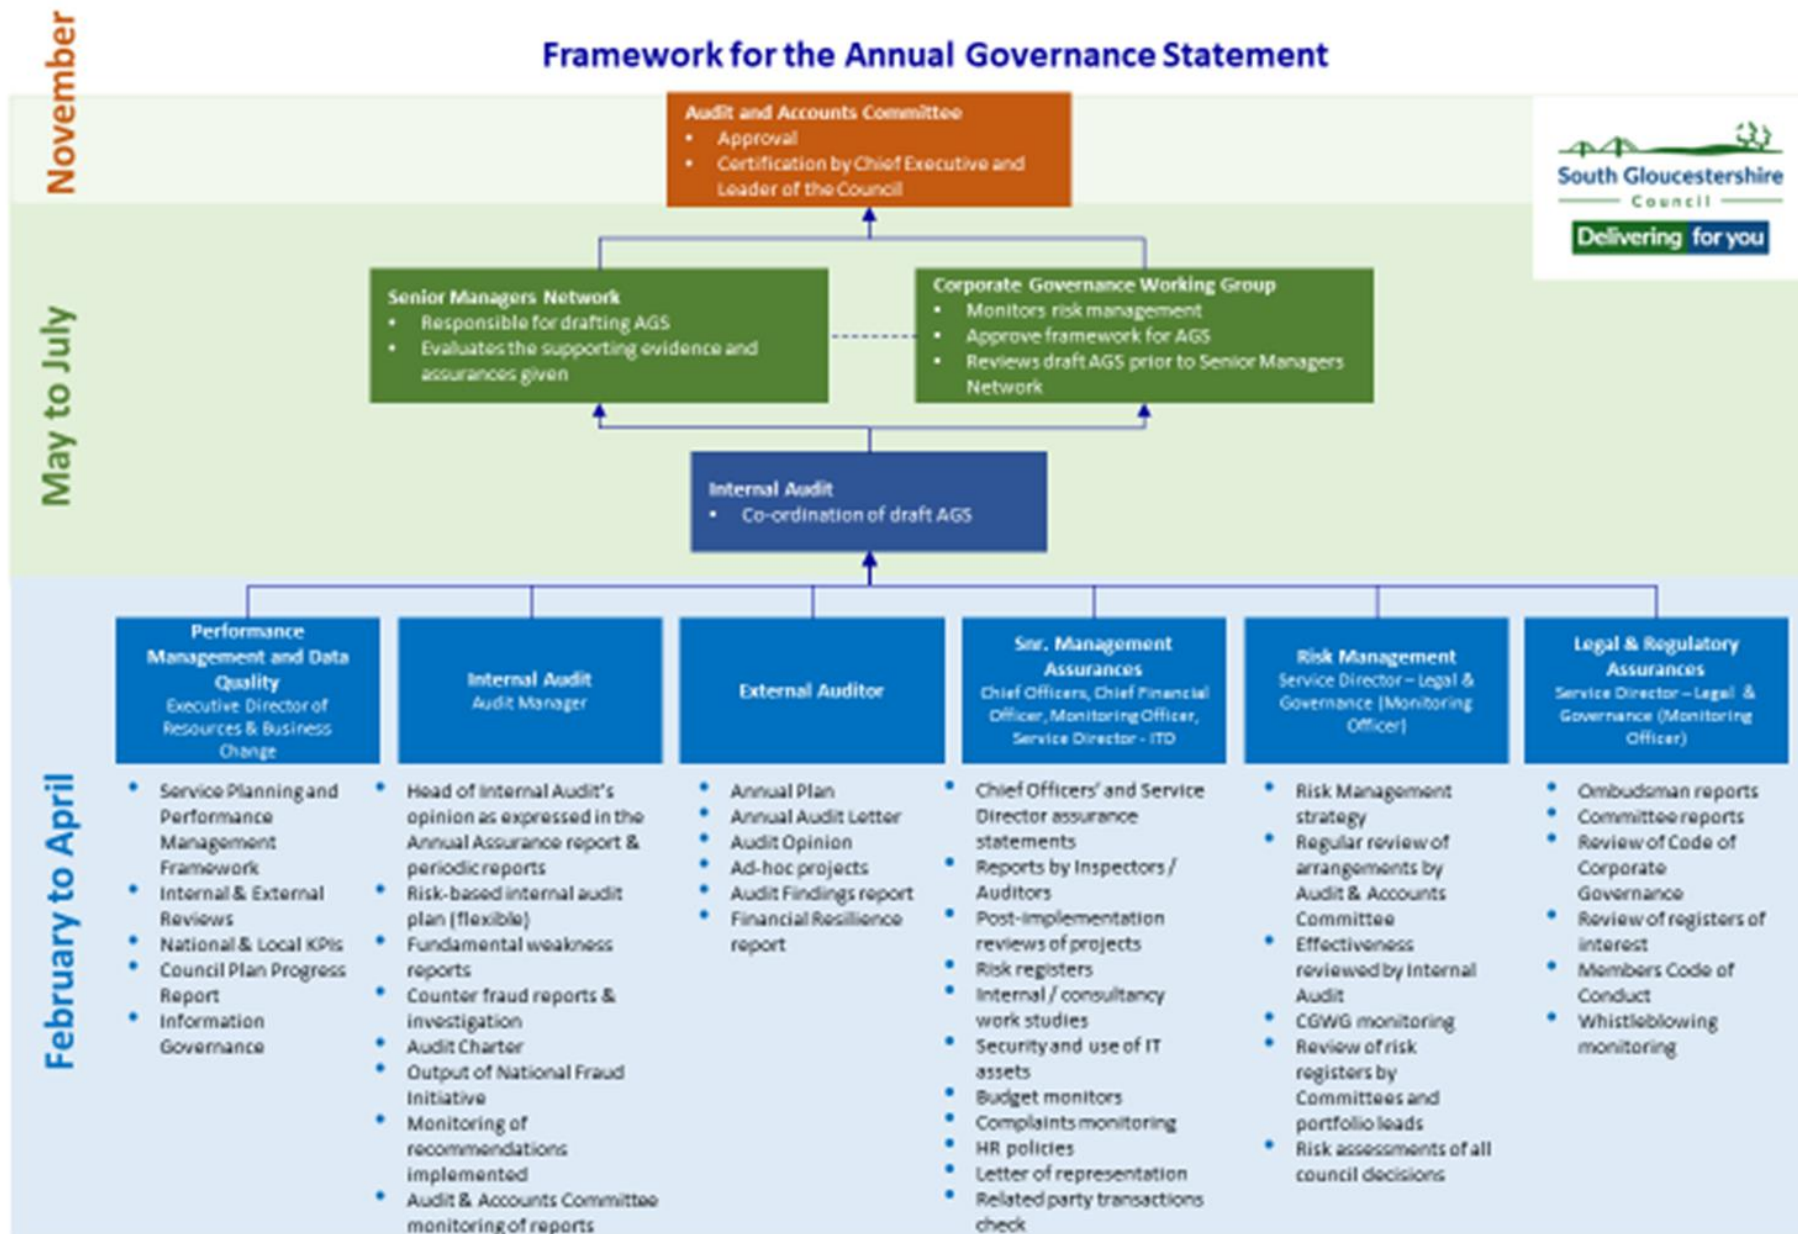 Framework for the Annual Governance Statement
November
Audit and Accounts Committee
• Approval
• Certification by Chief Executive and
Leader of the Council
South Gloucestershire
Council
Delivering for you
May to July
Senior Managers Network
• Responsible for drafting AGS
• Evaluates the supporting evidence and
assurances given
Corporate Governance Working Group
• Monitors risk management
• Approve framework for AGS
• Reviews draft AGS prior to Senior Managers
Network
Internal Audit
• Co-ordination of draft AGS
February to April
Performance
Management and Data
Quality
Executive Director of
Resources & Business
Change
• Service Planning and
Performance
Management
Framework
• Internal & External
Reviews
• National & Local KPIs
• Council Plan Progress
Report
• Information
Governance
Internal Audit
Audit Manager
• Head of Internal Audit's
opinion as expressed in the
Annual Assurance report &
periodic reports
• Risk-based internal audit
plan (flexible)
• Fundamental weakness
reports
• Counter fraud reports &
investigation
• Audit Charter
• Output of National Fraud
Initiative
• Monitoring of
recommendations
implemented
• Audit & Accounts Committee
monitoring of reports
External Auditor
• Annual Plan
• Annual Audit Letter
• Audit Opinion
• Ad-hoc projects
• Audit Findings report
• Financial Resilience
report
Snr. Management
Assurances
Chief Officers, Chief Financial
Officer, Monitoring Officer,
Service Director - ITD
• Chief Officers' and Service
Director assurance
statements
• Reports by Inspectors /
Auditors
• Post-implementation
reviews of projects
• Risk registers
• Internal / consultancy
work studies
• Security and use of IT
assets
• Budget monitors
• Complaints monitoring
• HR policies
• Letter of representation
• Related party transactions
check
Risk Management
Service Director – Legal &
Governance (Monitoring
Officer)
• Risk Management
strategy
• Regular review of
arrangements by
Audit & Accounts
Committee
• Effectiveness
reviewed by Internal
Audit
• CGWG monitoring
• Review of risk
registers by
Committees and
portfolio leads
• Risk assessments of all
council decisions
Legal & Regulatory
Assurances
Service Director – Legal &
Governance (Monitoring
Officer)
• Ombudsman reports
• Committee reports
• Review of Code of
Corporate
Governance
• Review of registers of
interest
• Members Code of
Conduct
• Whistleblowing
monitoring